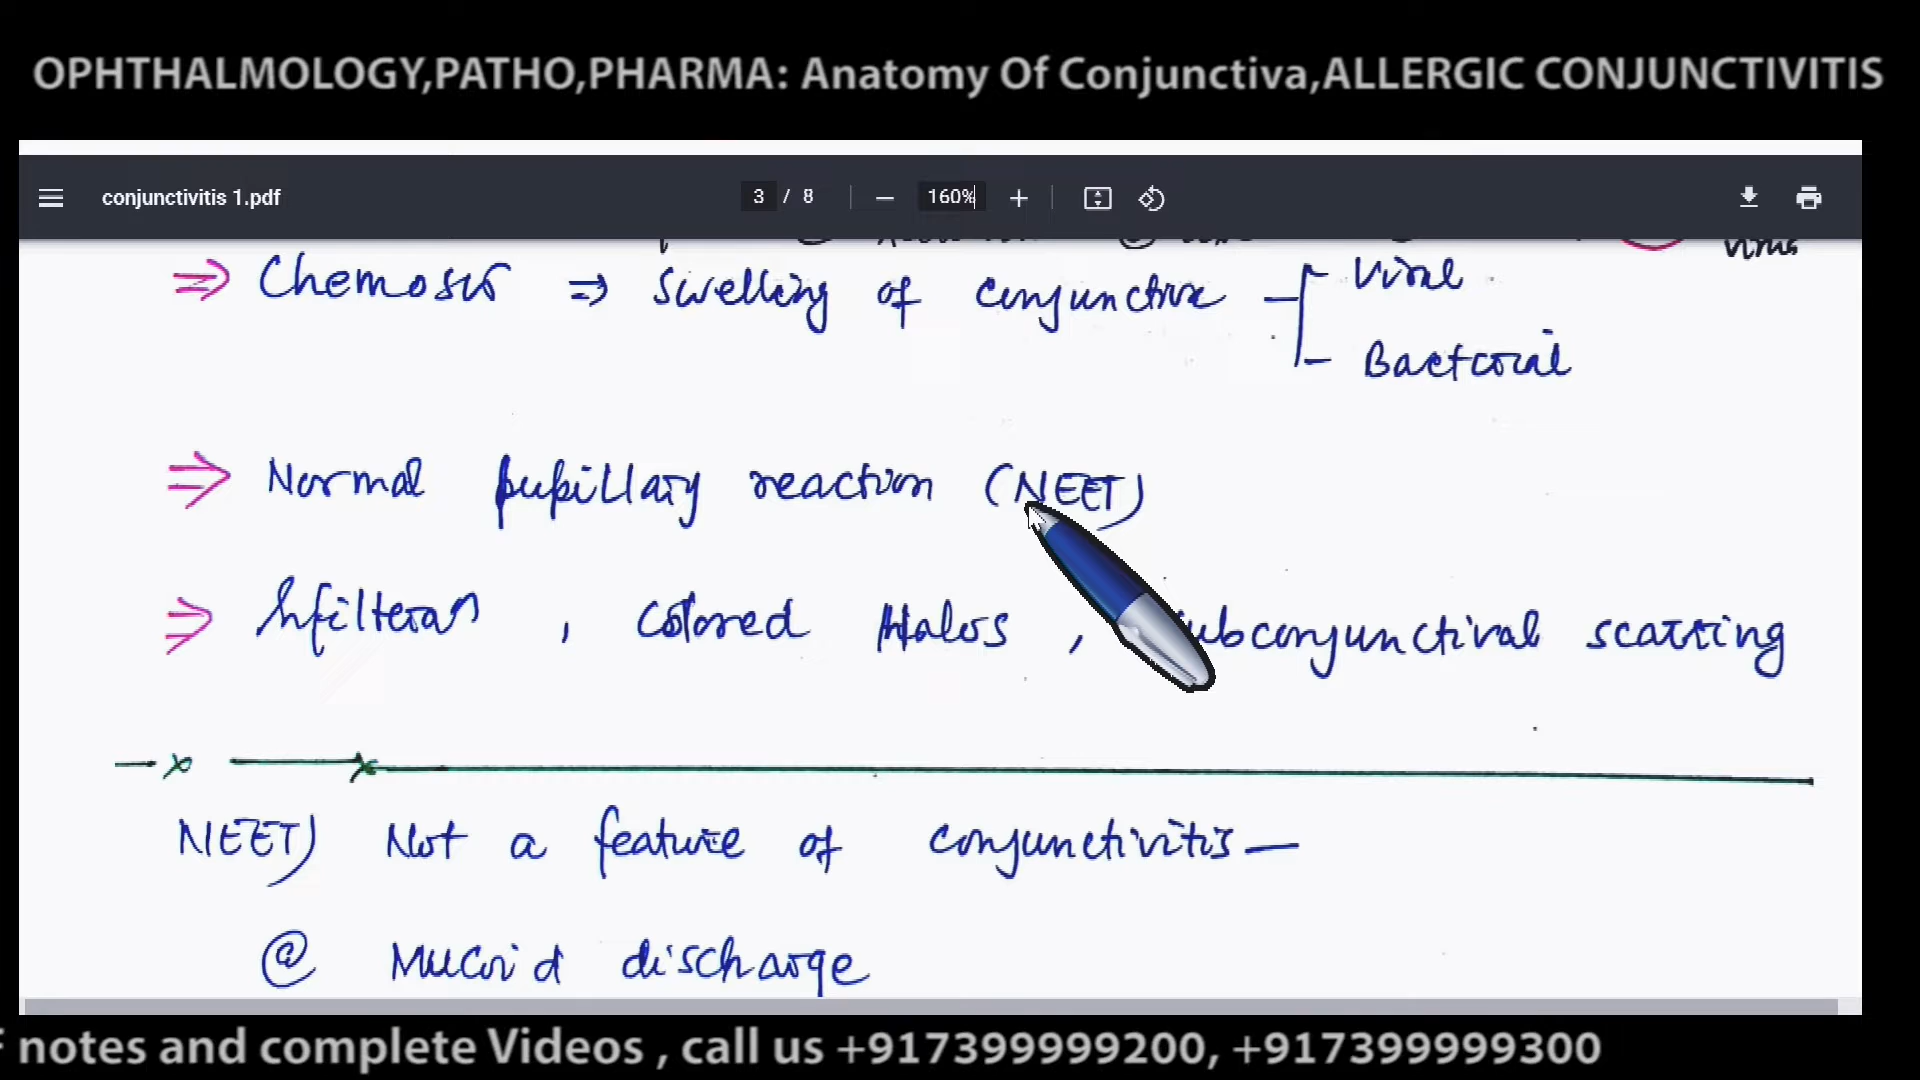 OPHTHALMOLOGY,PATHO,PHARMA: Anatomy Of Conjunctiva,ALLERGIC CONJUNCTIVITIS
conjunctivitis 1.pdf 3 / 8 160%
virus
⇒ Chemosis ⇒ Swelling of conjunctiva Viral
Bacterial
⇒ Normal pupillary reaction (NEET)
⇒ , Colored Halos , Subconjunctival scarring
NEET) Not a feature of conjunctivitis —
@ Mucoid discharge
notes and complete Videos , call us +917399999200, +917399999300